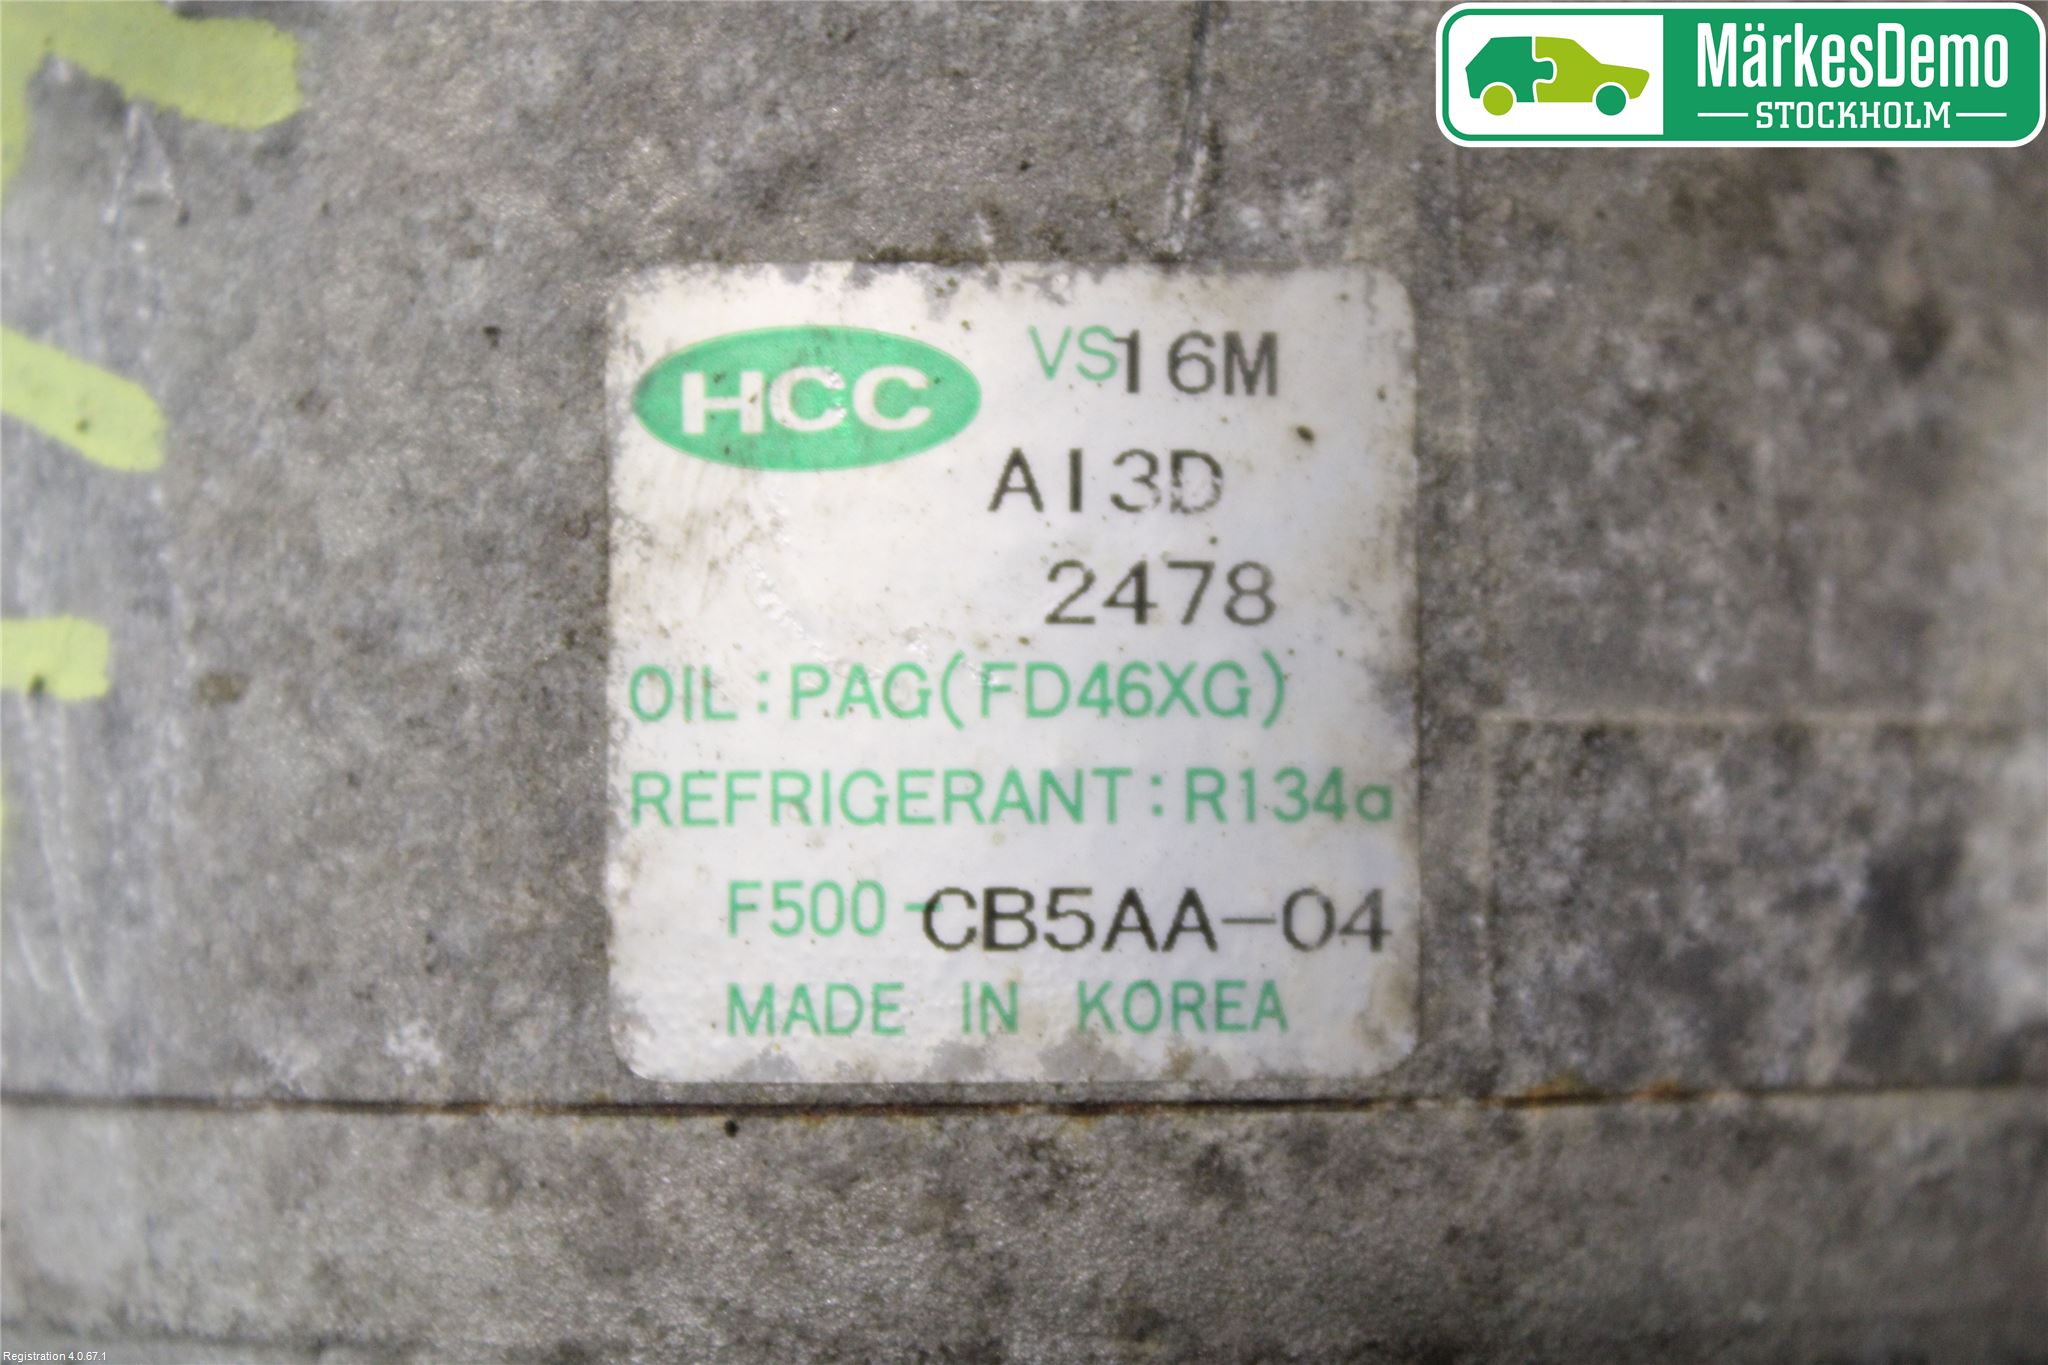 MärkesDemo
STOCKHOLM
HCC VS16M
AI3D
2478
OIL : PAG(FD46XG)
REFRIGERANT : R134a
F500-CB5AA-04
MADE IN KOREA
Registration 4.0.67.1